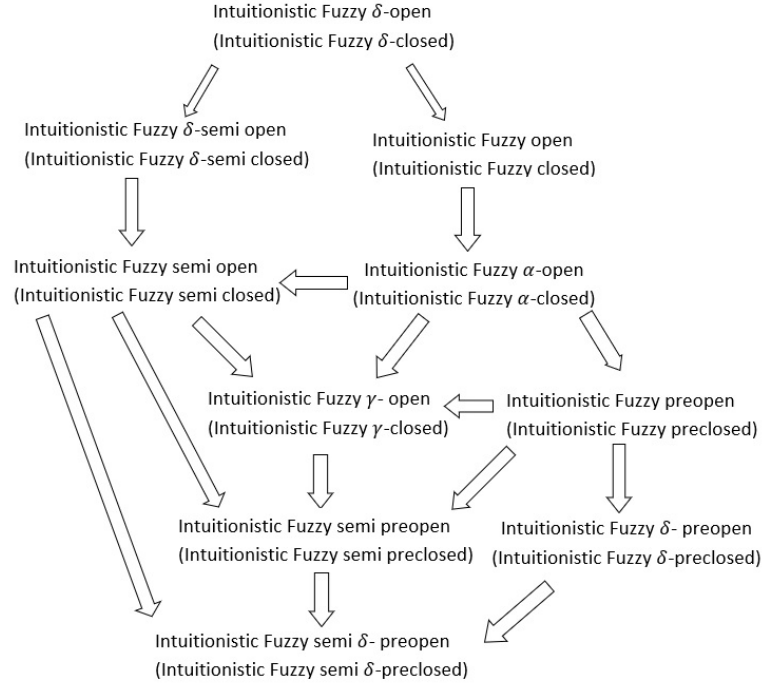 Intuitionistic Fuzzy δ-open
(Intuitionistic Fuzzy δ-closed)
Intuitionistic Fuzzy δ-semi open
(Intuitionistic Fuzzy δ-semi closed)
Intuitionistic Fuzzy open
(Intuitionistic Fuzzy closed)
Intuitionistic Fuzzy semi open
(Intuitionistic Fuzzy semi closed)
Intuitionistic Fuzzy α-open
(Intuitionistic Fuzzy α-closed)
Intuitionistic Fuzzy γ- open
(Intuitionistic Fuzzy γ-closed)
Intuitionistic Fuzzy preopen
(Intuitionistic Fuzzy preclosed)
Intuitionistic Fuzzy semi preopen
(Intuitionistic Fuzzy semi preclosed)
Intuitionistic Fuzzy δ- preopen
(Intuitionistic Fuzzy δ-preclosed)
Intuitionistic Fuzzy semi δ- preopen
(Intuitionistic Fuzzy semi δ-preclosed)